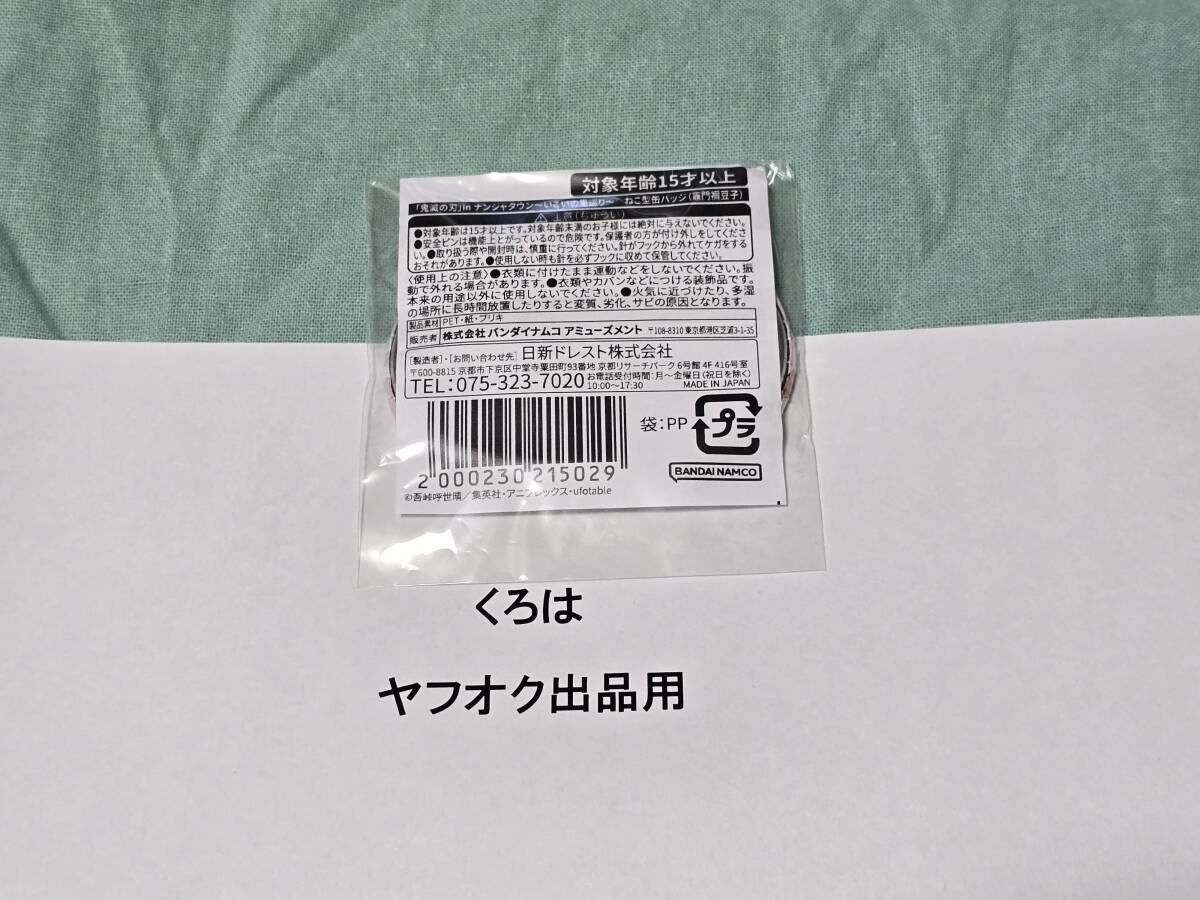 対象年齢15才以上
「鬼滅の刃」in ナンジャタウン~いこいの里巡り~ ねこ型缶バッジ(竈門禰豆子)
⚠注意(ちゅうい)
●対象年齢は15才以上です。対象年齢未満のお子様には絶対に与えないでください。
●安全ピンは機能上とがっているので危険です。保護者の方が付け外しをしてくださ
い。●取り扱う際や開封時は、慎重に行ってください。針がフックから外れてケガをする
おそれがあります。●使用しない時も針を必ずフックに収めて保管してください。
〈使用上の注意〉●衣類に付けたまま運動などをしないでください。振
動で外れる場合があります。●衣類やカバンなどにつける装飾品です。
本来の用途以外に使用しないでください。●火気に近づけたり、多湿
の場所に長時間放置したりすると変質、劣化、サビの原因となります。
製品素材 PET・紙・ブリキ
販売者 株式会社 バンダイナムコ アミューズメント 〒108-8310 東京都港区芝浦3-1-35
[製造者]・[お問い合わせ先] 日新ドレスト株式会社
〒600-8815 京都市下京区中堂寺粟田町93番地 京都リサーチパーク 6号館 4F 416号室
TEL:075-323-7020 お電話受付時間:月~金曜日(祝日を除く) 10:00~17:30 MADE IN JAPAN
袋:PP プラ
BANDAI NAMCO
2 000230 215029
©吾峠呼世晴/集英社・アニプレックス・ufotable
くろは
ヤフオク出品用